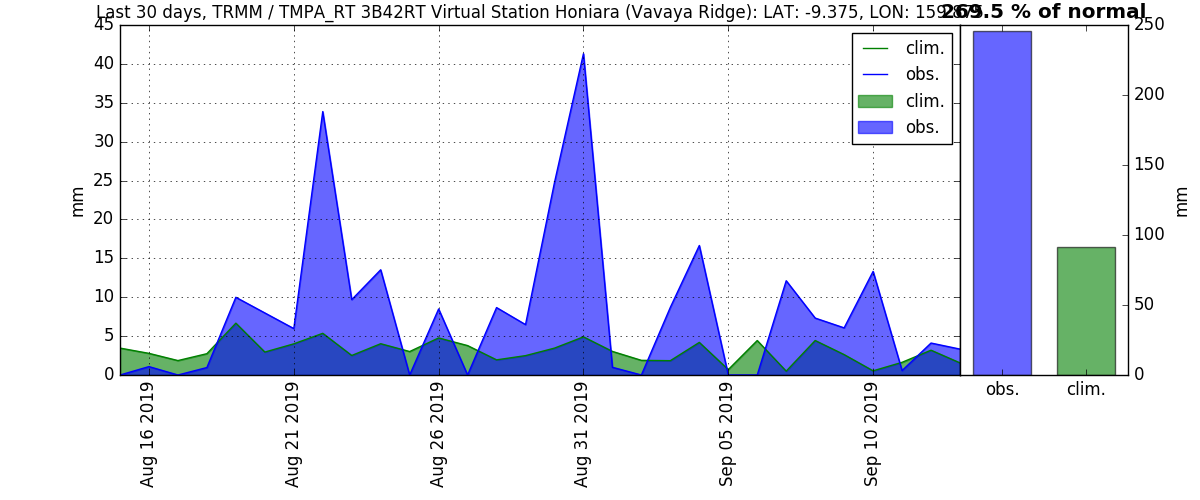 Last 30 days, TRMM / TMPA_RT 3B42RT Virtual Station Honiara (Vavaya Ridge): LAT: -9.375, LON:
269.5 % of normal
45
40
35
30
25
20
15
10
5
0
mm
clim.
obs.
clim.
obs.
Aug 16 2019
Aug 21 2019
Aug 26 2019
Aug 31 2019
Sep 05 2019
Sep 10 2019
250
200
150
100
50
0
mm
obs.
clim.